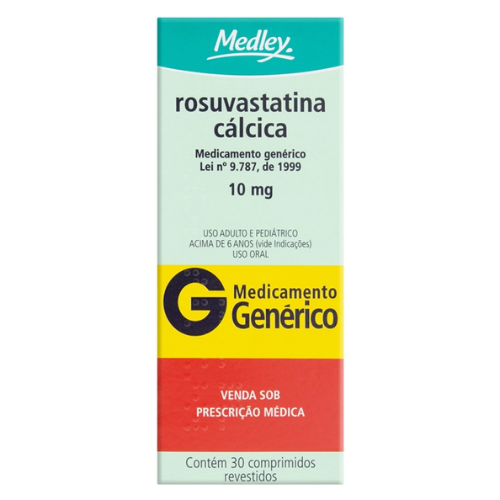 Medley.
rosuvastatina
cálcica
Medicamento genérico
Lei nº 9.787, de 1999
10 mg
USO ADULTO E PEDIÁTRICO
ACIMA DE 6 ANOS (vide Indicações)
USO ORAL
G Medicamento
Genérico
VENDA SOB
PRESCRIÇÃO MÉDICA
Contém 30 comprimidos
revestidos